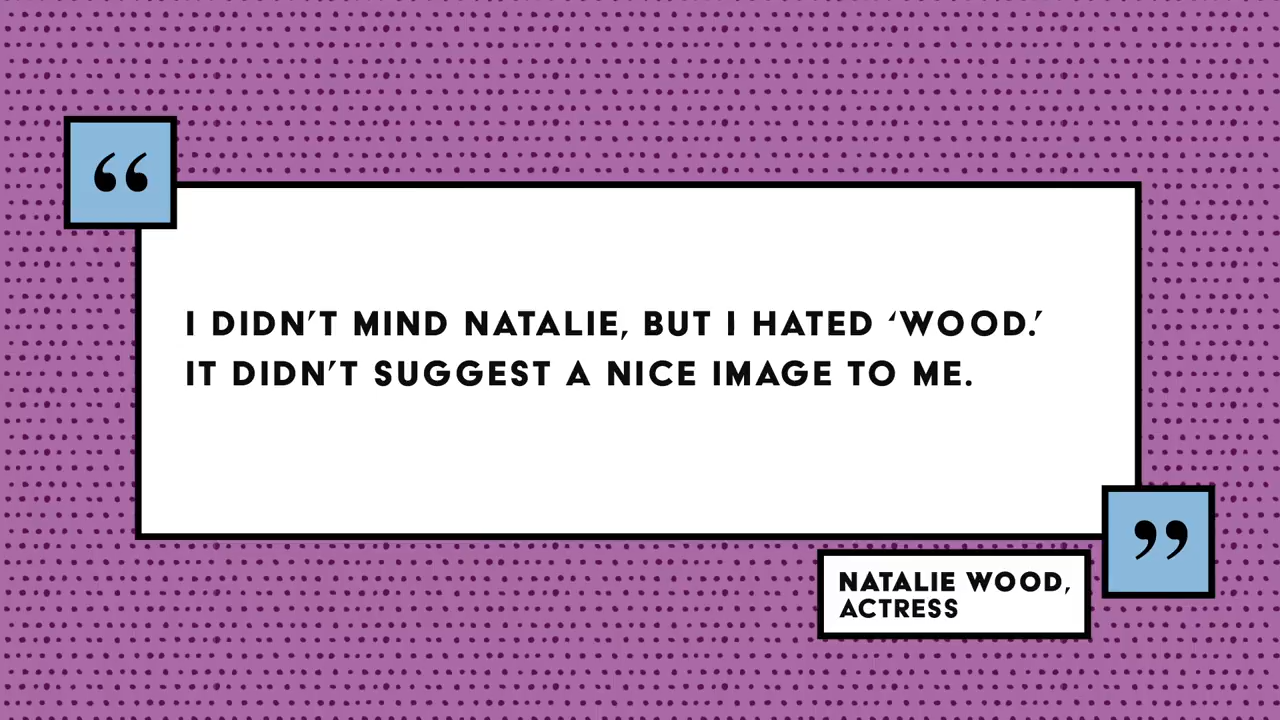 “
I DIDN’T MIND NATALIE, BUT I HATED ‘WOOD.’
IT DIDN’T SUGGEST A NICE IMAGE TO ME.
”
NATALIE WOOD,
ACTRESS